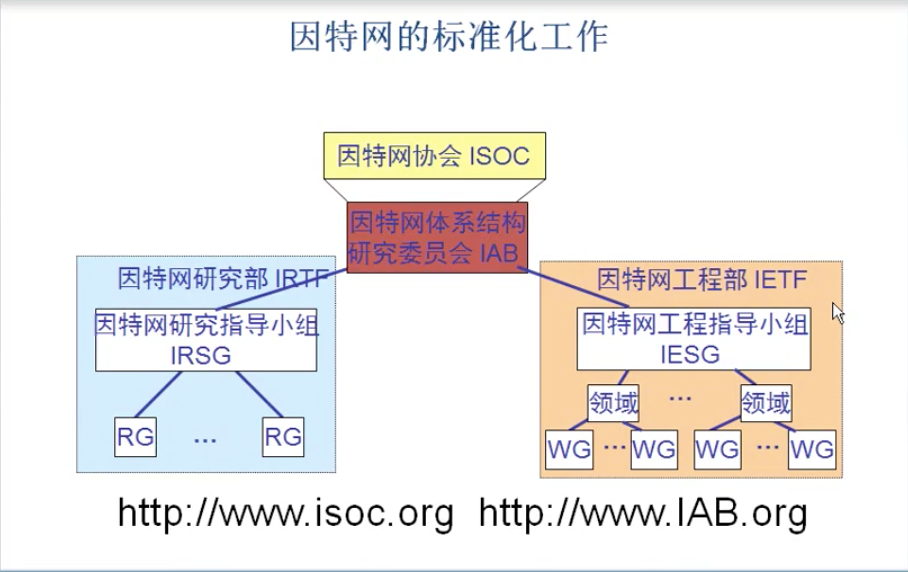 因特网的标准化工作
因特网协会 ISOC
因特网体系结构
研究委员会 IAB
因特网研究部 IRTF
因特网研究指导小组
IRSG
RG … RG
因特网工程部 IETF
因特网工程指导小组
IESG
领域 … 领域
WG … WG WG … WG
http://www.isoc.org http://www.IAB.org